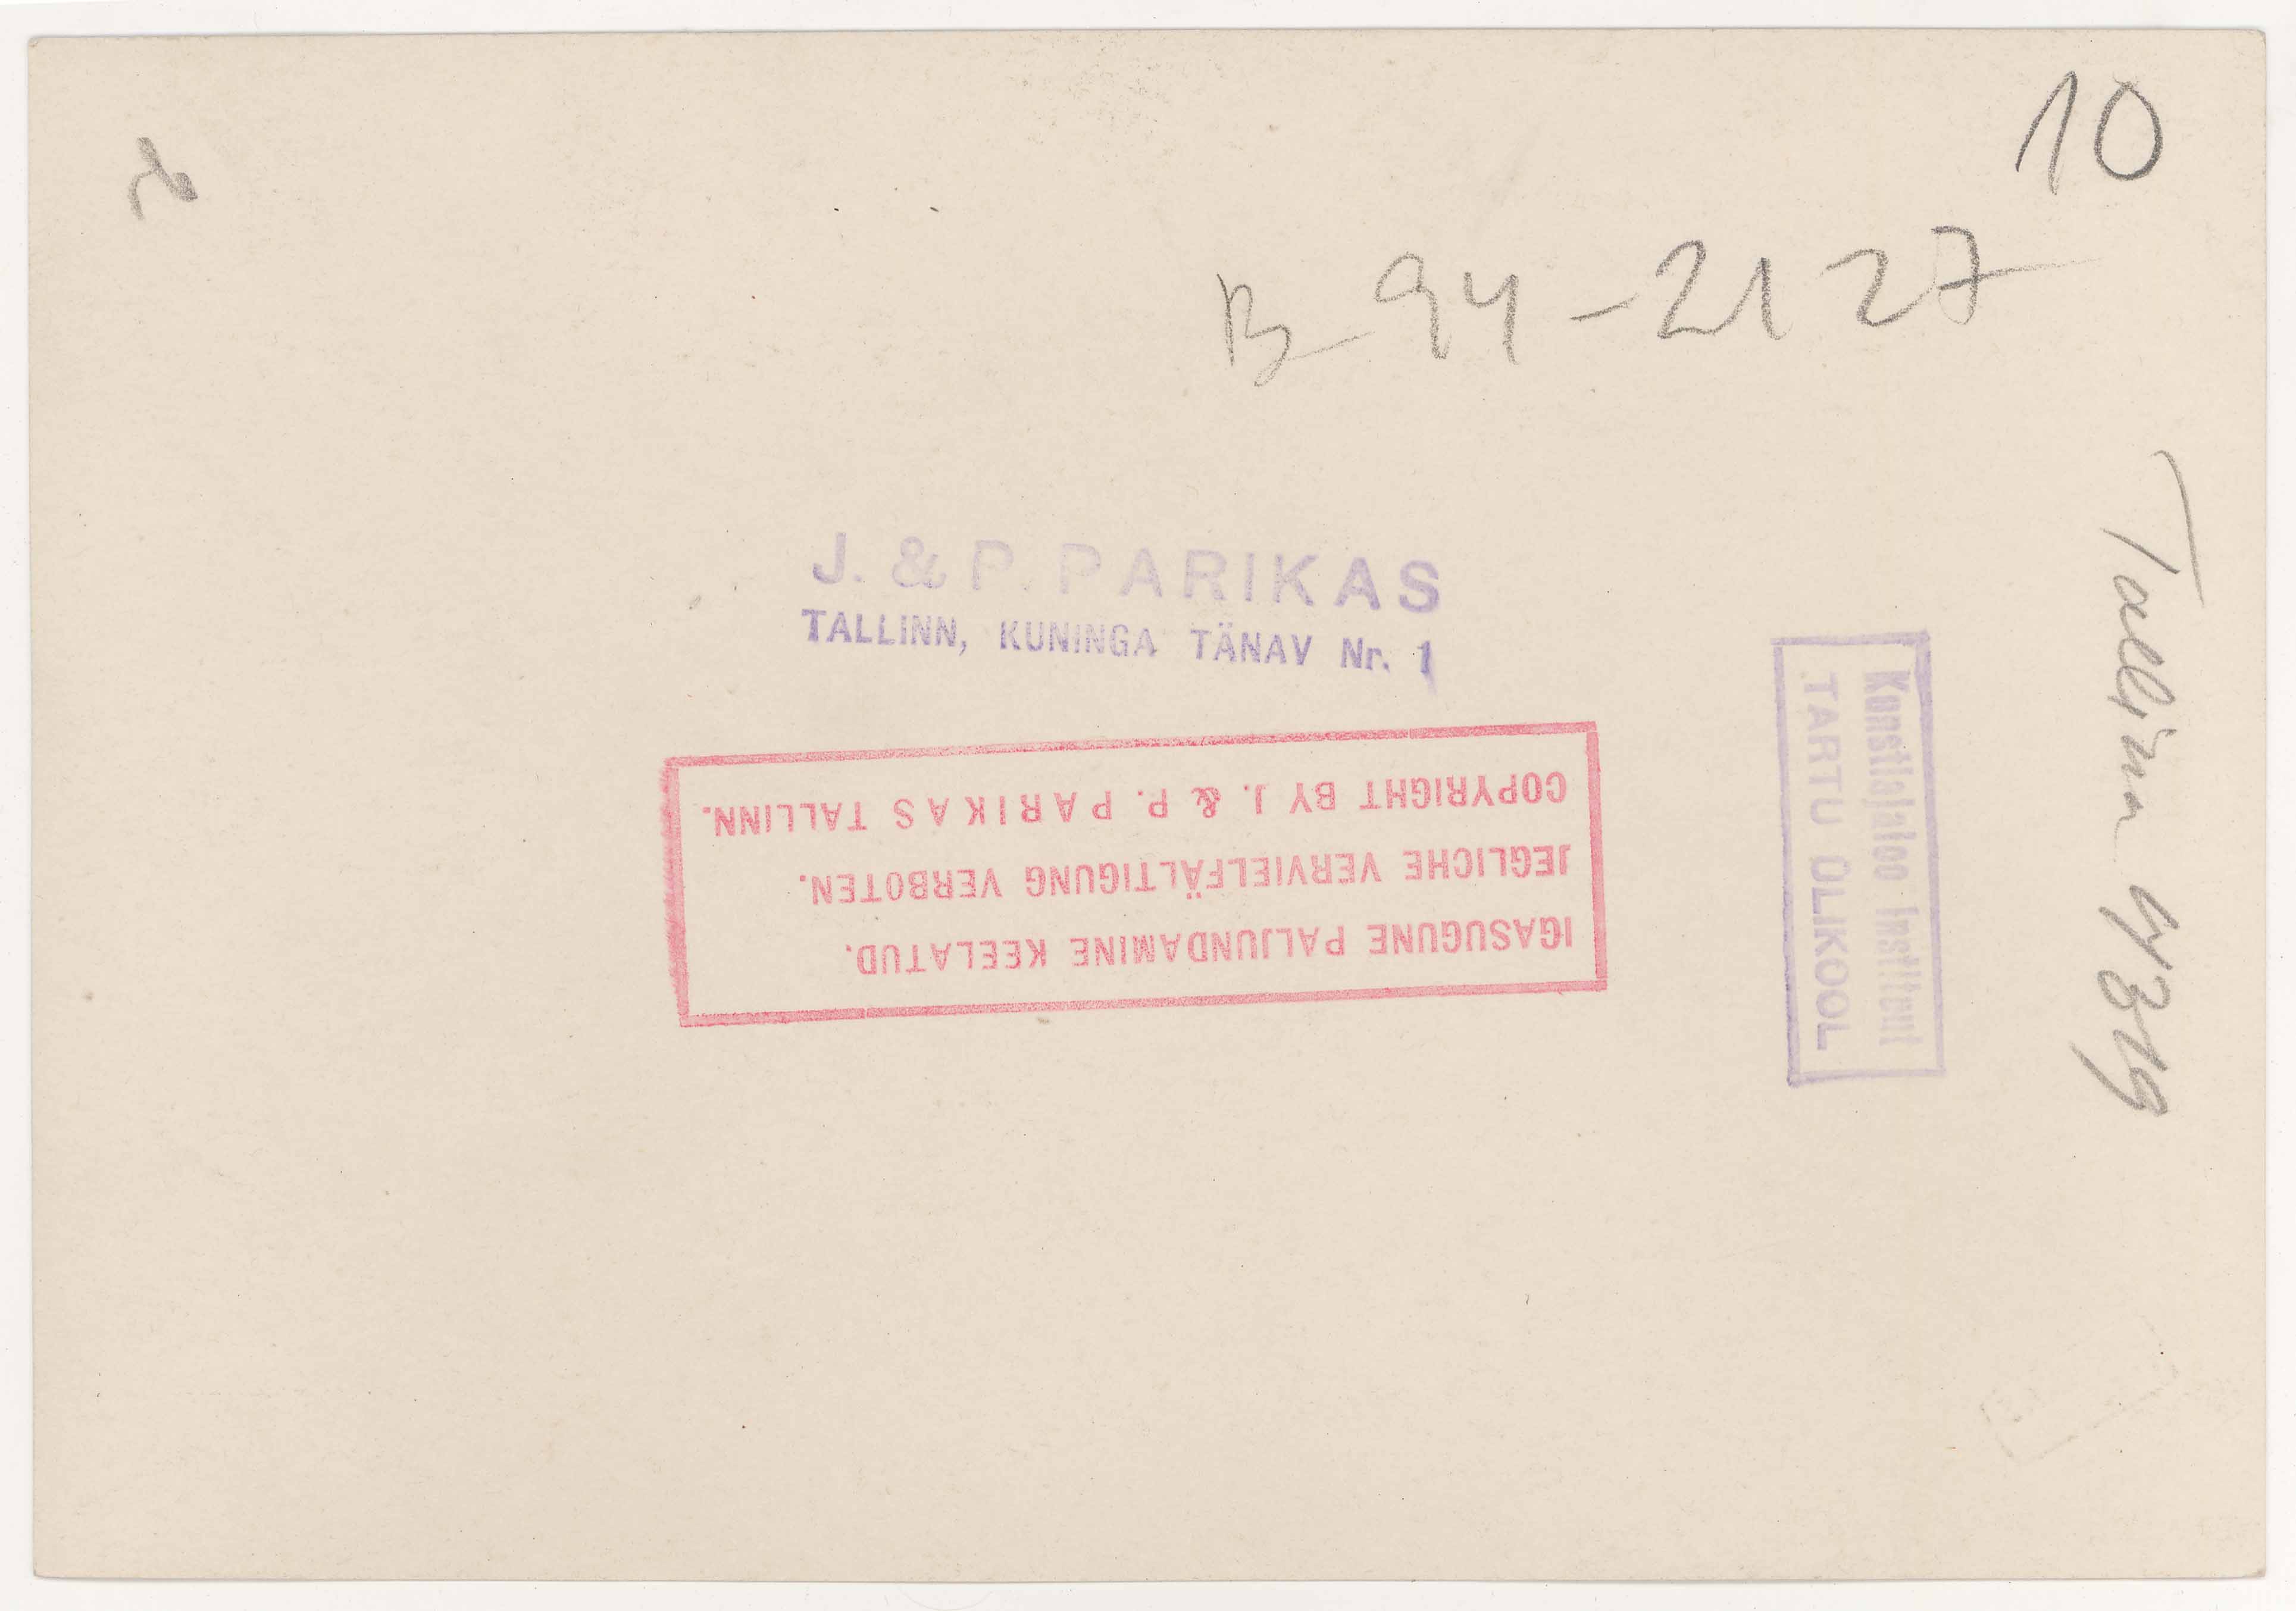 10
B-94-2127
J. & P. PARIKAS
TALLINN, KUNINGA TÄNAV Nr. 1
IGASUGUNE PALJUNDAMINE KEELATUD.
JEGLICHE VERVIELFÄLTIGUNG VERBOTEN.
COPYRIGHT BY J. & P. PARIKAS TALLINN.
Kunstiajaloo Instituut
TARTU ÜLIKOOL
Tallinn